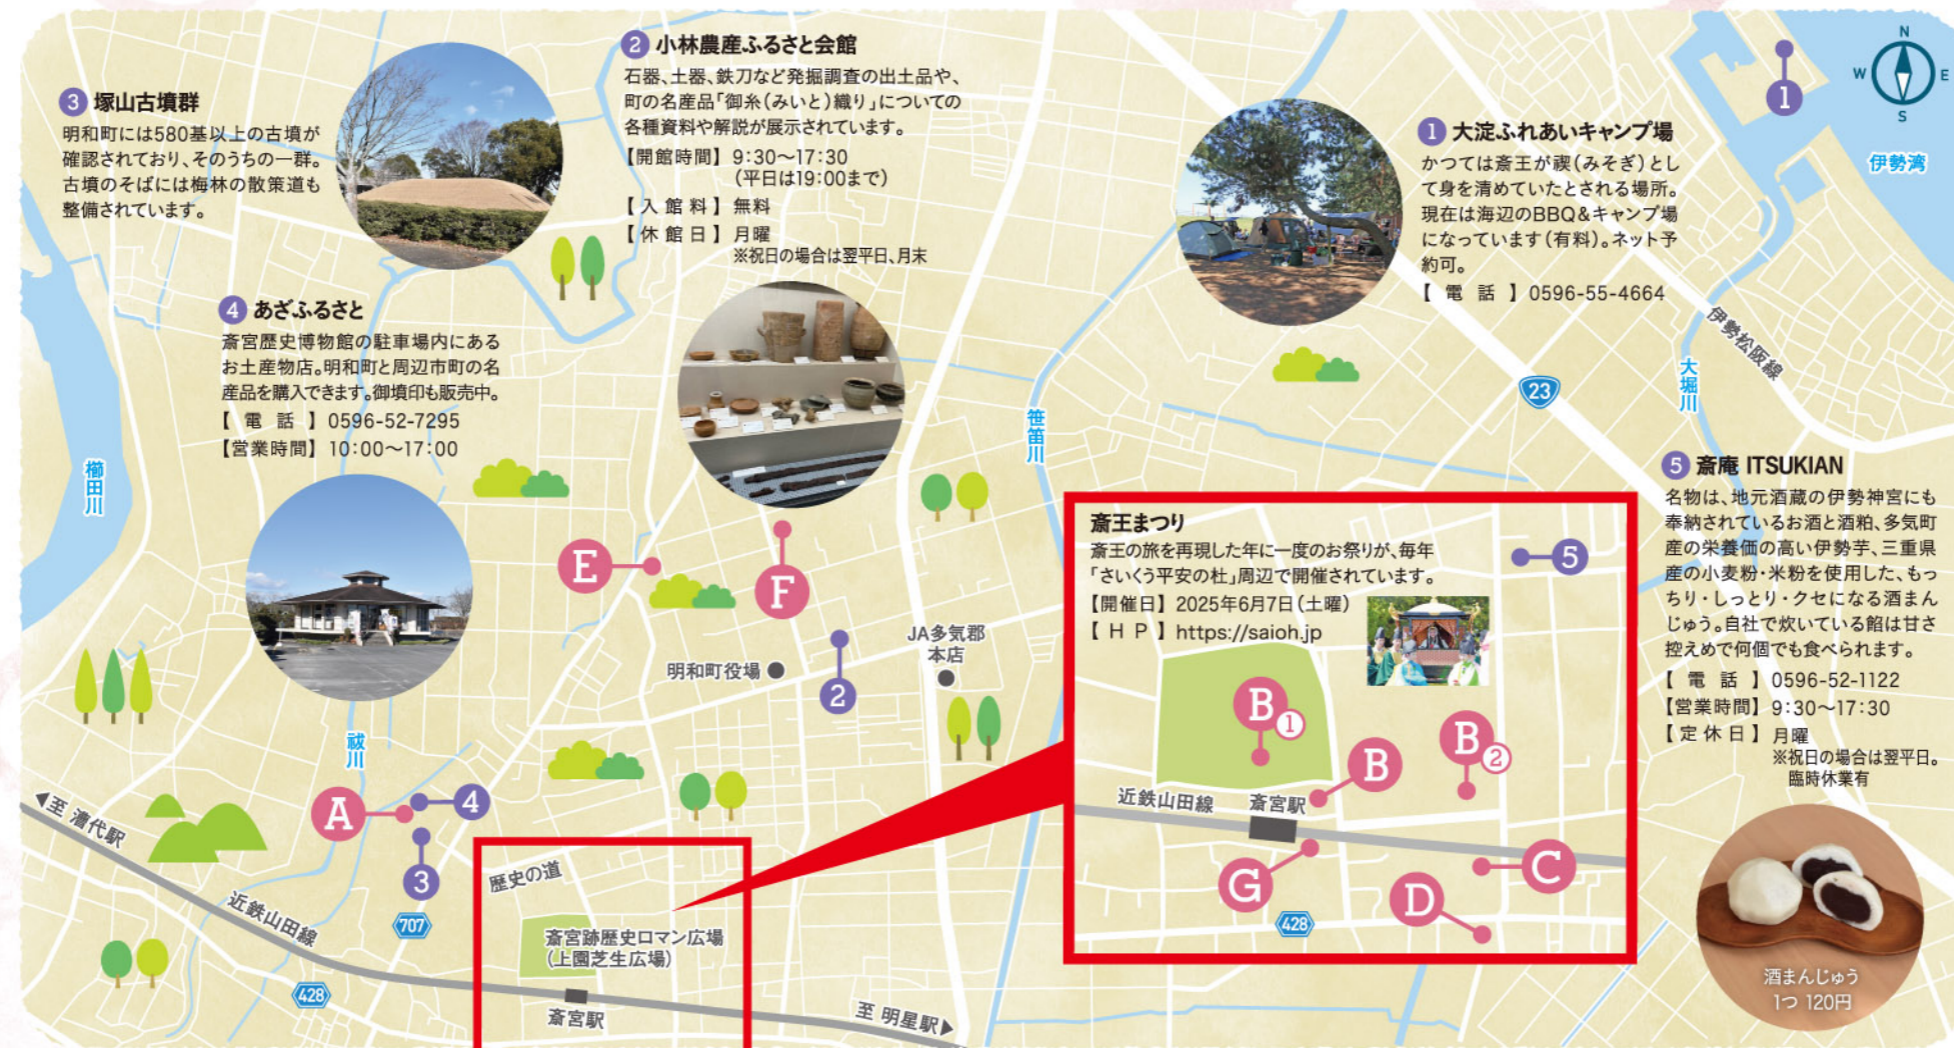 ③ 塚山古墳群
明和町には580基以上の古墳が
確認されており、そのうちの一群。
古墳のそばには梅林の散策道も
整備されています。
② 小林農産ふるさと会館
石器、土器、鉄刀など発掘調査の出土品や、
町の名産品「御糸(みいと)織り」についての
各種資料や解説が展示されています。
【開館時間】9:30〜17:30
(平日は19:00まで)
【入館料】無料
【休館日】月曜
※祝日の場合は翌平日、月末
① 大淀ふれあいキャンプ場
かつては斎王が禊(みそぎ)とし
て身を清めていたとされる場所。
現在は海辺のBBQ&キャンプ場
になっています(有料)。ネット予
約可。
【電話】0596-55-4664
1
N
W
E
S
伊勢湾
④ あざふるさと
斎宮歴史博物館の駐車場内にある
お土産物店。明和町と周辺市町の名
産品を購入できます。御墳印も販売中。
【電話】0596-52-7295
【営業時間】10:00〜17:00
伊勢松阪線
大堀川
23
笹笛川
櫛田川
⑤ 斎庵 ITSUKIAN
名物は、地元酒蔵の伊勢神宮にも
奉納されているお酒と酒粕、多気町
産の栄養価の高い伊勢芋、三重県
産の小麦粉・米粉を使用した、もっ
ちり・しっとり・クセになる酒まん
じゅう。自社で炊いている餡は甘さ
控えめで何個でも食べられます。
【電話】0596-52-1122
【営業時間】9:30〜17:30
【定休日】月曜
※祝日の場合は翌平日。
臨時休業有
酒まんじゅう
1つ 120円
斎王まつり
斎王の旅を再現した年に一度のお祭りが、毎年
「さいくう平安の杜」周辺で開催されています。
【開催日】2025年6月7日(土曜)
【HP】https://saioh.jp
5
B①
B
B②
近鉄山田線
斎宮駅
G
C
D
428
E
F
JA多気郡
本店
明和町役場
2
祓川
A
4
3
◀至 漕代駅
近鉄山田線
707
428
歴史の道
斎宮跡歴史ロマン広場
(上園芝生広場)
斎宮駅
至 明星駅▶